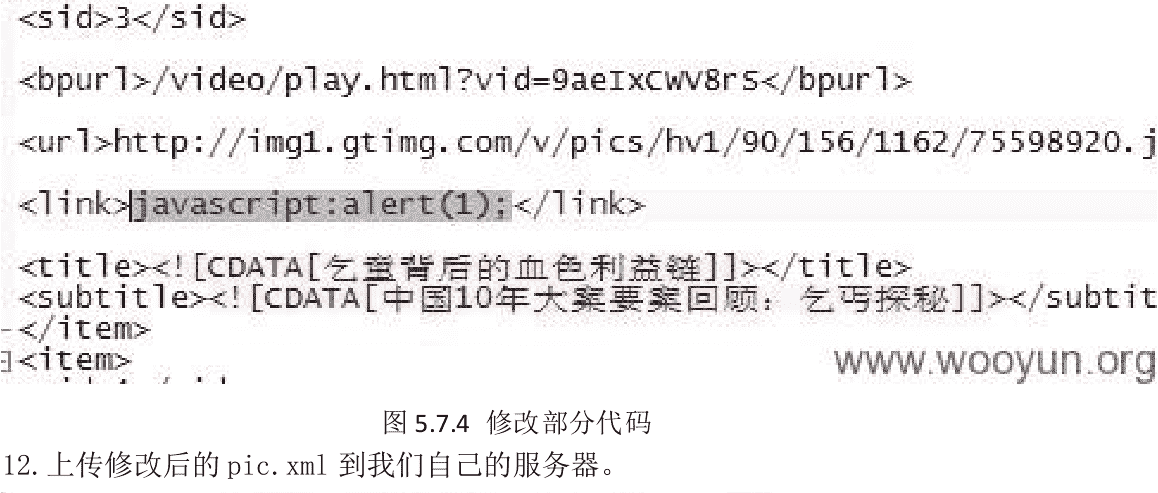 <sid>3</sid>
<bpurl>/video/play.html?vid=9aeIxCWV8rS</bpurl>
<url>http://img1.gtimg.com/v/pics/hv1/90/156/1162/75598920.j
<link>javascript:alert(1);</link>
<title><![CDATA[乞蛍背后的血色利益链]]></title>
<subtitle><![CDATA[中国10年大案要案回顾：乞丐探秘]]></subtit
</item>
<item>
www.wooyun.org
图 5.7.4 修改部分代码
12.上传修改后的 pic.xml 到我们自己的服务器。